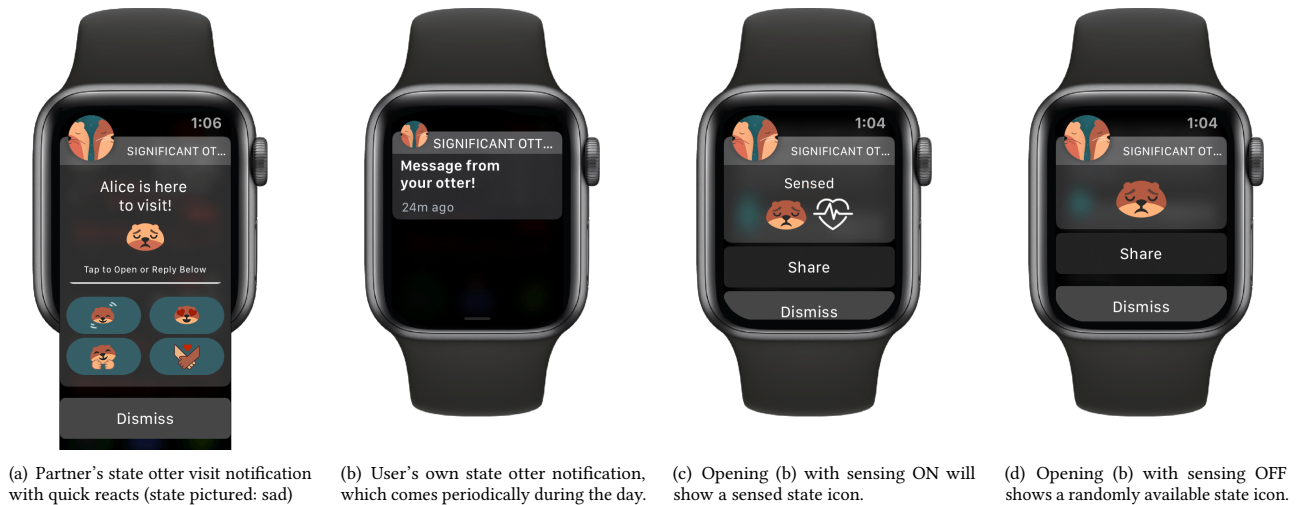 1:06
SIGNIFICANT OT...
Alice is here
to visit!
Tap to Open or Reply Below
Dismiss
SIGNIFICANT OTT...
Message from
your otter!
24m ago
1:04
SIGNIFICANT OT...
Sensed
Share
Dismiss
1:04
SIGNIFICANT OT...
Share
Dismiss
(a) Partner's state otter visit notification
with quick reacts (state pictured: sad)
(b) User's own state otter notification,
which comes periodically during the day.
(c) Opening (b) with sensing ON will
show a sensed state icon.
(d) Opening (b) with sensing OFF
shows a randomly available state icon.